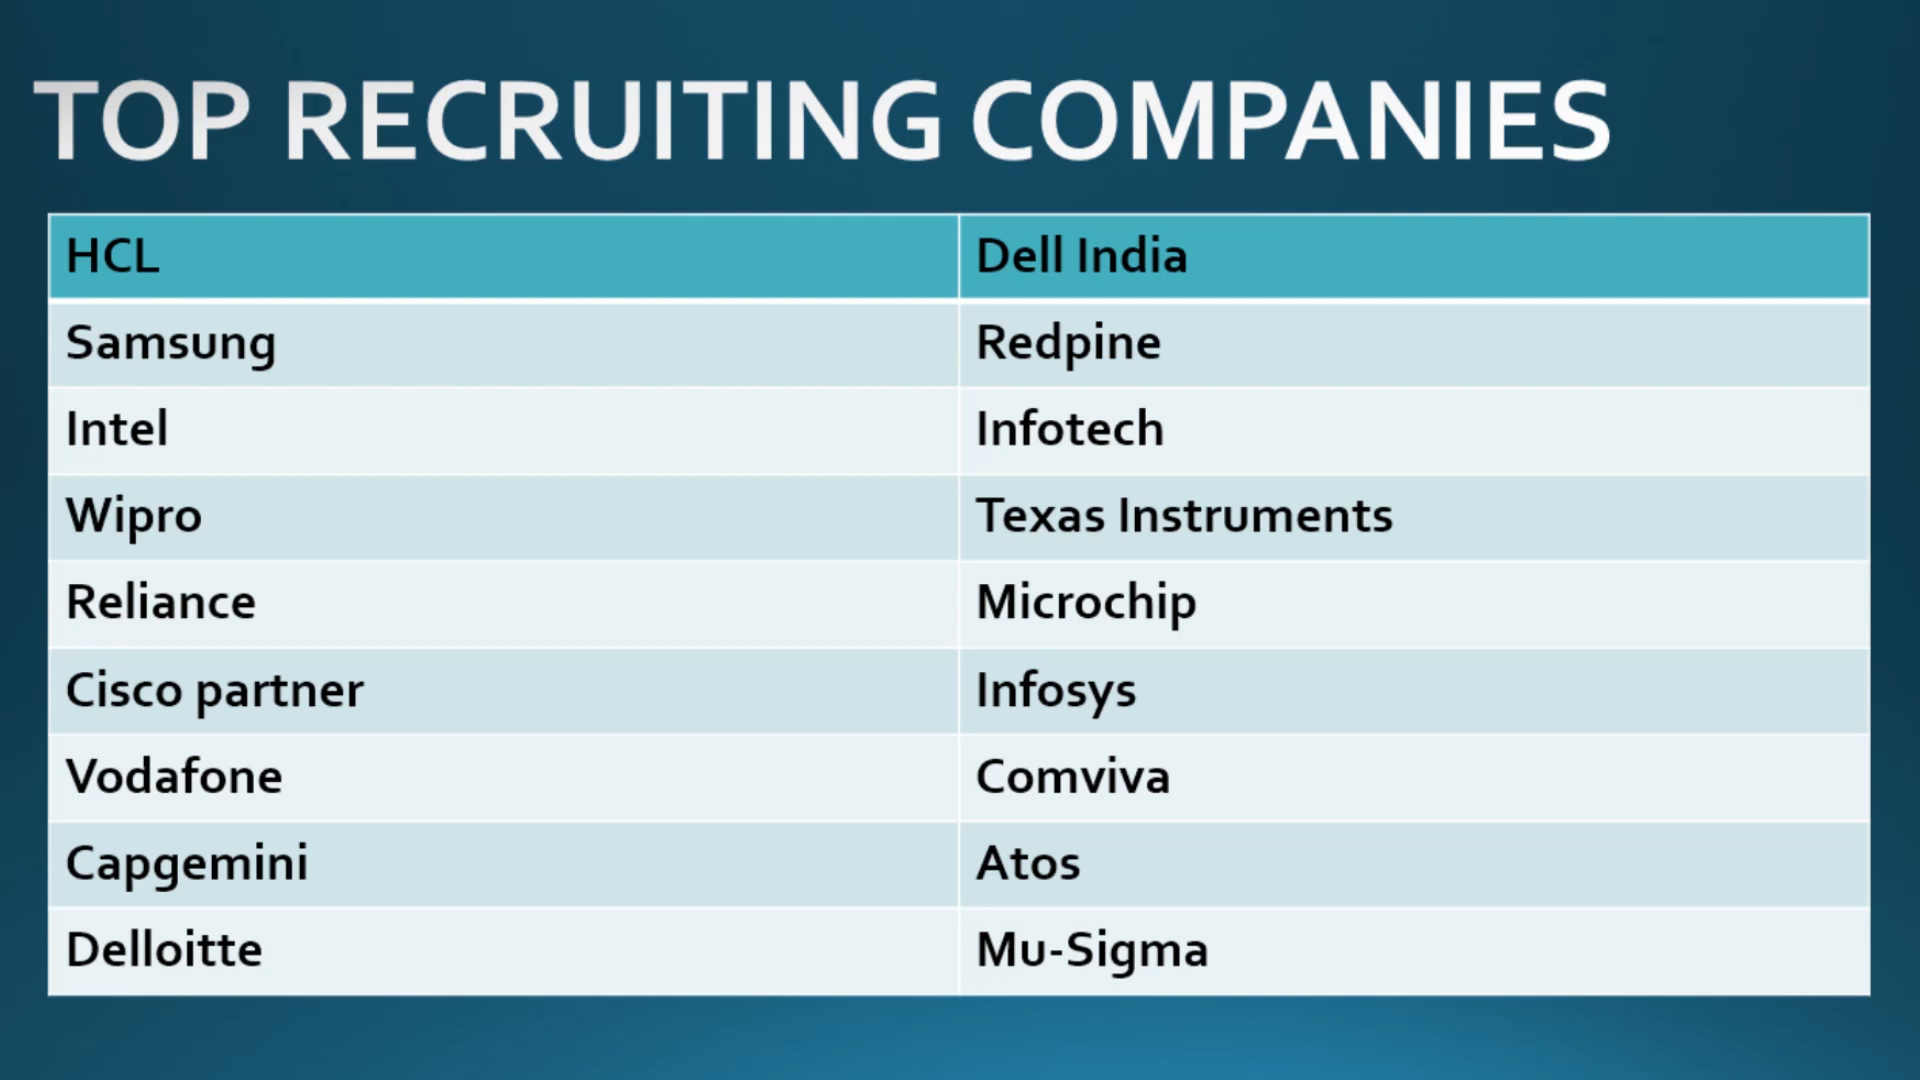 TOP RECRUITING COMPANIES
HCL Dell India
Samsung Redpine
Intel Infotech
Wipro Texas Instruments
Reliance Microchip
Cisco partner Infosys
Vodafone Comviva
Capgemini Atos
Delloitte Mu-Sigma